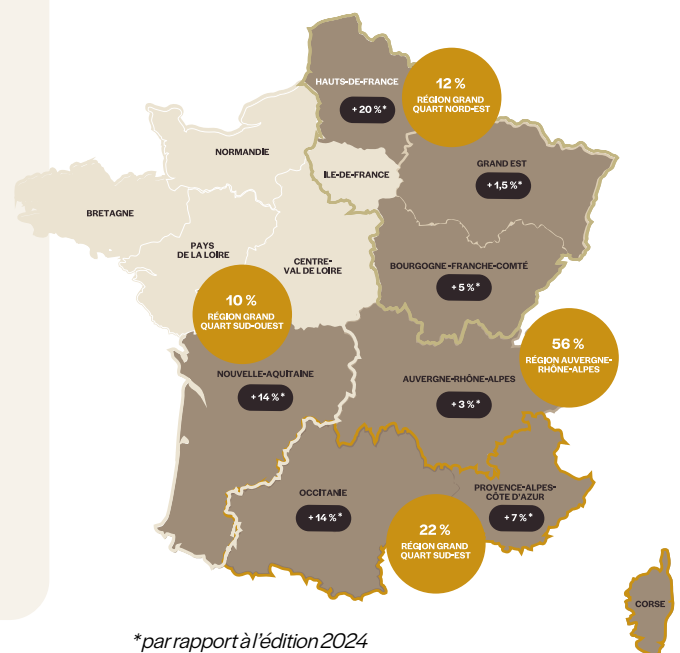 HAUTS-DE-FRANCE
+ 20 % *
12 %
RÉGION GRAND
QUART NORD-EST
NORMANDIE
ILE-DE-FRANCE
GRAND EST
+ 1,5 % *
BRETAGNE
PAYS
DE LA LOIRE
CENTRE-
VAL DE LOIRE
BOURGOGNE-FRANCHE-COMTÉ
+ 5 % *
10 %
RÉGION GRAND
QUART SUD-OUEST
56 %
RÉGION AUVERGNE-
RHÔNE-ALPES
NOUVELLE-AQUITAINE
+ 14 % *
AUVERGNE-RHÔNE-ALPES
+ 3 % *
OCCITANIE
+ 14 % *
PROVENCE-ALPES-
CÔTE D'AZUR
+ 7 % *
22 %
RÉGION GRAND
QUART SUD-EST
CORSE
*par rapport à l'édition 2024